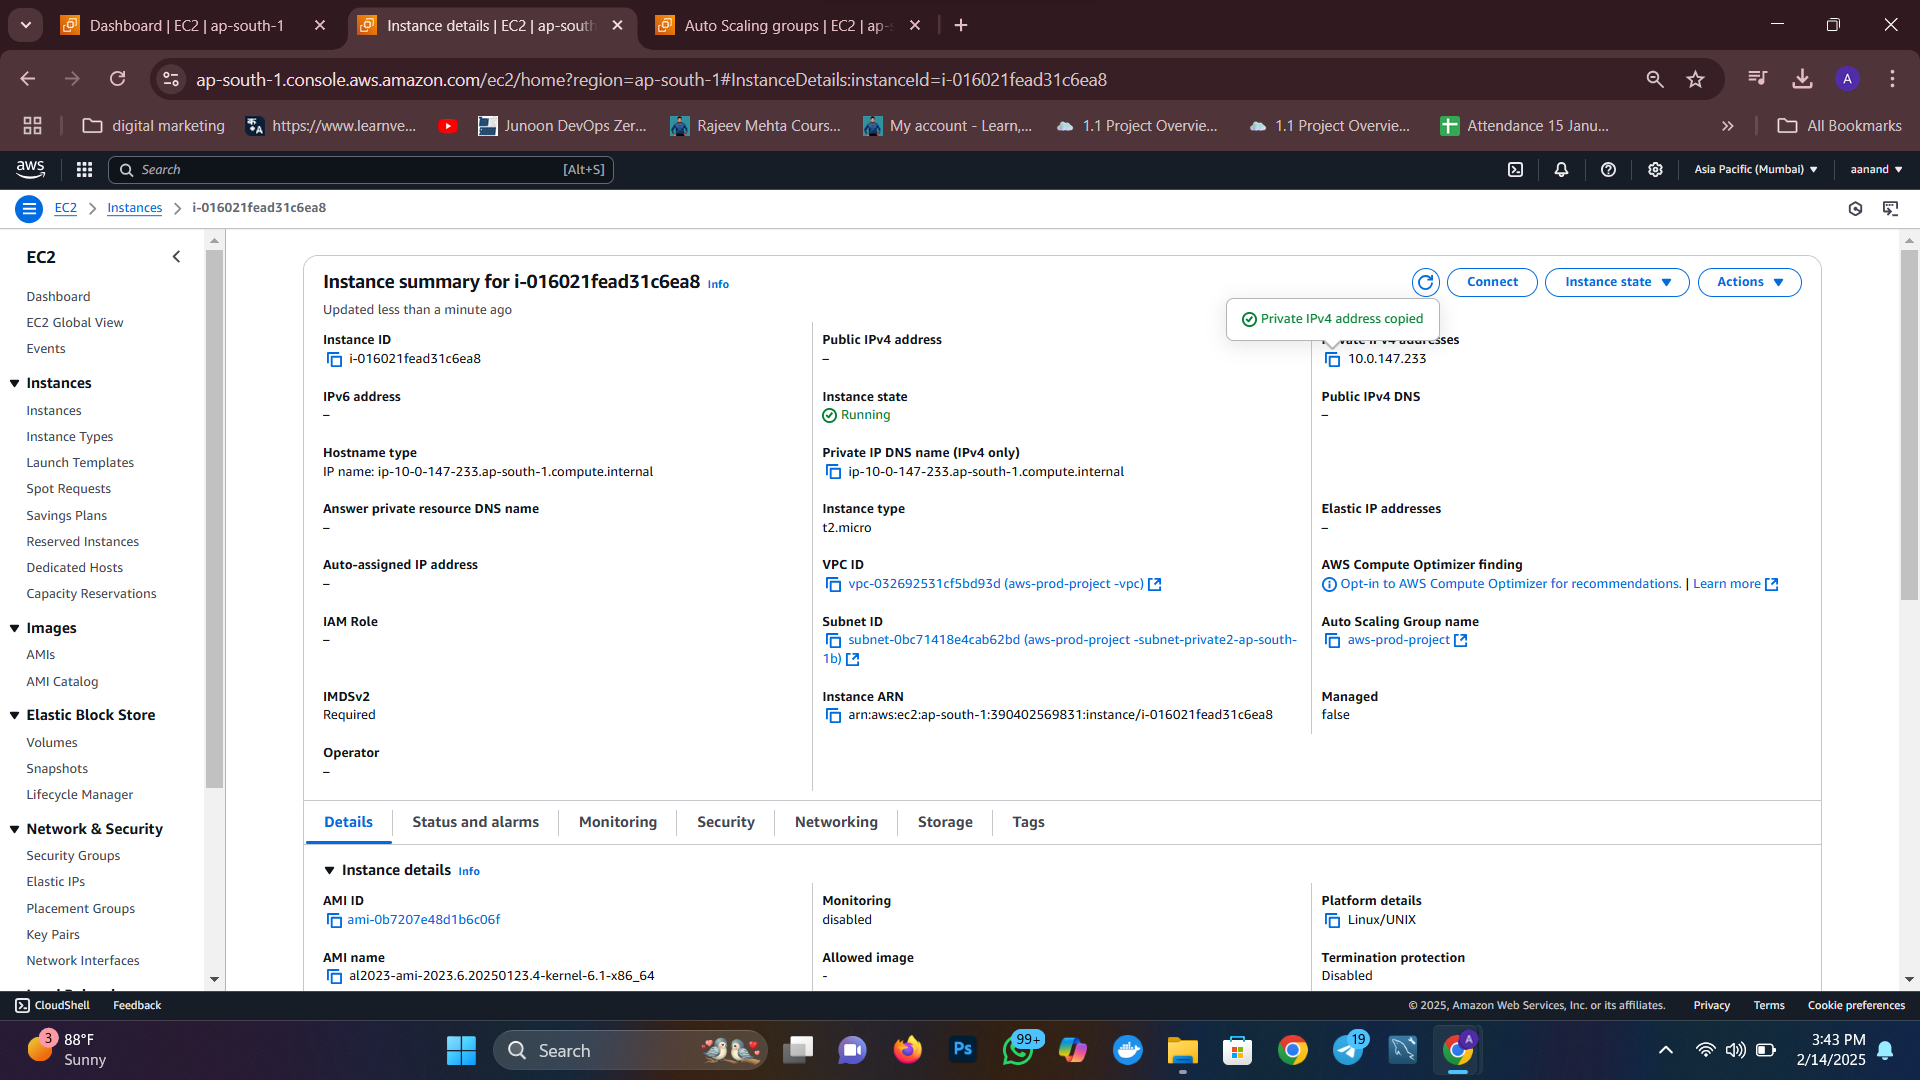 Dashboard | EC2 | ap-south-1
Instance details | EC2 | ap-south
Auto Scaling groups | EC2 | ap-s
ap-south-1.console.aws.amazon.com/ec2/home?region=ap-south-1#InstanceDetails:instanceId=i-016021fead31c6ea8
A
digital marketing
https://www.learnve...
Junoon DevOps Zer...
Rajeev Mehta Cours...
My account - Learn,...
1.1 Project Overvie...
1.1 Project Overvie...
Attendance 15 Janu...
All Bookmarks
aws
Search
[Alt+S]
Asia Pacific (Mumbai)
aanand
EC2
Instances
i-016021fead31c6ea8
EC2
Dashboard
EC2 Global View
Events
Instances
Instances
Instance Types
Launch Templates
Spot Requests
Savings Plans
Reserved Instances
Dedicated Hosts
Capacity Reservations
Images
AMIs
AMI Catalog
Elastic Block Store
Volumes
Snapshots
Lifecycle Manager
Network & Security
Security Groups
Elastic IPs
Placement Groups
Key Pairs
Network Interfaces
Instance summary for i-016021fead31c6ea8 Info
Updated less than a minute ago
Connect
Instance state
Actions
Private IPv4 address copied
Instance ID
i-016021fead31c6ea8
Public IPv4 address
–
Private IPv4 addresses
10.0.147.233
IPv6 address
–
Instance state
Running
Public IPv4 DNS
–
Hostname type
IP name: ip-10-0-147-233.ap-south-1.compute.internal
Private IP DNS name (IPv4 only)
ip-10-0-147-233.ap-south-1.compute.internal
Answer private resource DNS name
–
Instance type
t2.micro
Elastic IP addresses
–
Auto-assigned IP address
–
VPC ID
vpc-032692531cf5bd93d (aws-prod-project -vpc)
AWS Compute Optimizer finding
Opt-in to AWS Compute Optimizer for recommendations. | Learn more
IAM Role
–
Subnet ID
subnet-0bc71418e4cab62bd (aws-prod-project -subnet-private2-ap-south-
1b)
Auto Scaling Group name
aws-prod-project
IMDSv2
Required
Instance ARN
arn:aws:ec2:ap-south-1:390402569831:instance/i-016021fead31c6ea8
Managed
false
Operator
–
Details
Status and alarms
Monitoring
Security
Networking
Storage
Tags
Instance details Info
AMI ID
ami-0b7207e48d1b6c06f
Monitoring
disabled
Platform details
Linux/UNIX
AMI name
al2023-ami-2023.6.20250123.4-kernel-6.1-x86_64
Allowed image
-
Termination protection
Disabled
CloudShell
Feedback
© 2025, Amazon Web Services, Inc. or its affiliates.
Privacy
Terms
Cookie preferences
3
88°F
Sunny
Search
Ps
99+
19
A
3:43 PM
2/14/2025